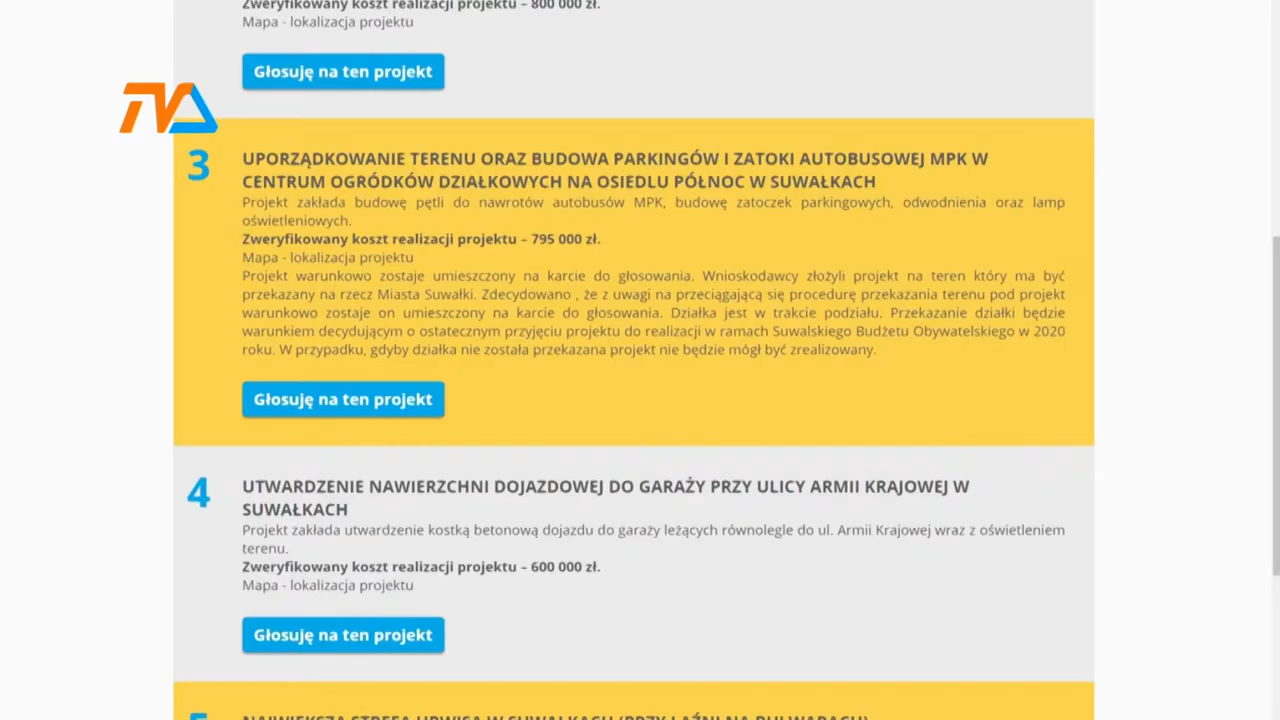 Zweryfikowany koszt realizacji projektu – 800 000 zł.
Mapa - lokalizacja projektu
Głosuję na ten projekt
TVA
3
UPORZĄDKOWANIE TERENU ORAZ BUDOWA PARKINGÓW I ZATOKI AUTOBUSOWEJ MPK W
CENTRUM OGRÓDKÓW DZIAŁKOWYCH NA OSIEDLU PÓŁNOC W SUWAŁKACH
Projekt zakłada budowę pętli do nawrotów autobusów MPK, budowę zatoczek parkingowych, odwodnienia oraz lamp
oświetleniowych.
Zweryfikowany koszt realizacji projektu – 795 000 zł.
Mapa - lokalizacja projektu
Projekt warunkowo zostaje umieszczony na karcie do głosowania. Wnioskodawcy złożyli projekt na teren który ma być
przekazany na rzecz Miasta Suwałki. Zdecydowano , że z uwagi na przeciągającą się procedurę przekazania terenu pod projekt
warunkowo zostaje on umieszczony na karcie do głosowania. Działka jest w trakcie podziału. Przekazanie działki będzie
warunkiem decydującym o ostatecznym przyjęciu projektu do realizacji w ramach Suwalskiego Budżetu Obywatelskiego w 2020
roku. W przypadku, gdyby działka nie została przekazana projekt nie będzie mógł być zrealizowany.
Głosuję na ten projekt
4
UTWARDZENIE NAWIERZCHNI DOJAZDOWEJ DO GARAŻY PRZY ULICY ARMII KRAJOWEJ W
SUWAŁKACH
Projekt zakłada utwardzenie kostką betonową dojazdu do garaży leżących równolegle do ul. Armii Krajowej wraz z oświetleniem
terenu.
Zweryfikowany koszt realizacji projektu – 600 000 zł.
Mapa - lokalizacja projektu
Głosuję na ten projekt
5
NAJWIĘKSZA STREFA URWISA W SUWAŁKACH (PRZY ŁAŹNI NA BULWARACH)